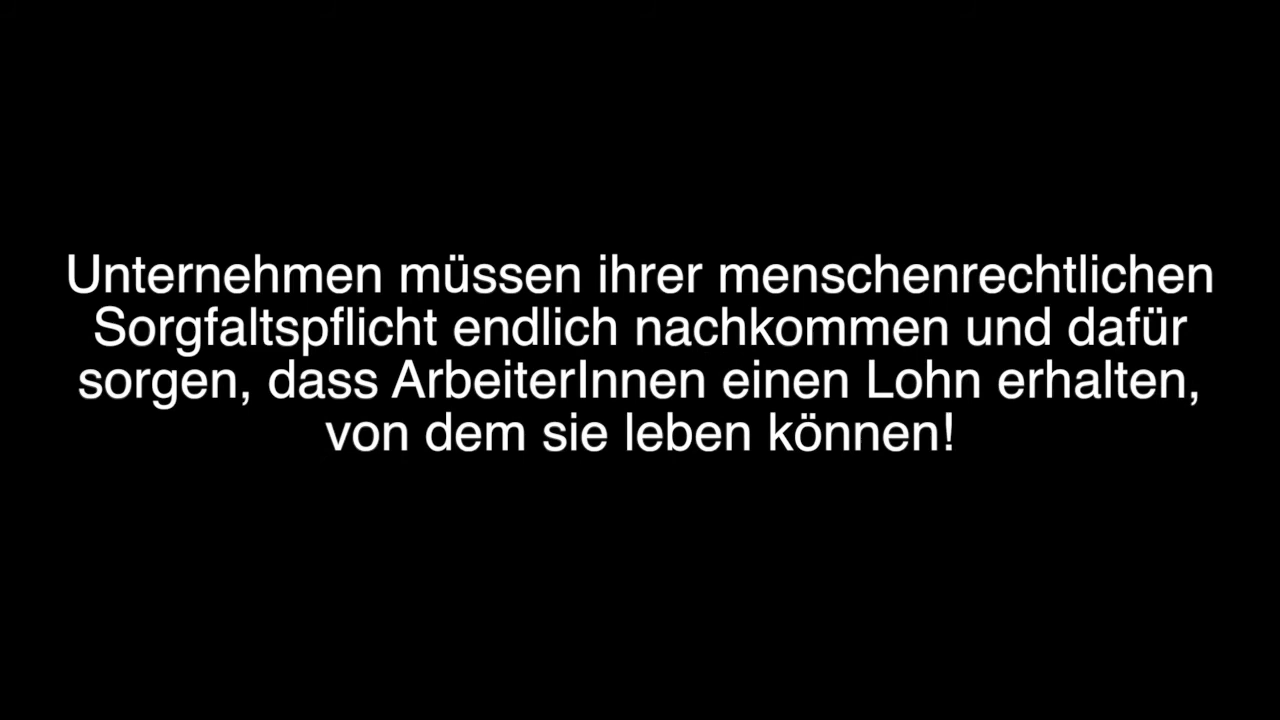 Unternehmen müssen ihrer menschenrechtlichen
Sorgfaltspflicht endlich nachkommen und dafür
sorgen, dass ArbeiterInnen einen Lohn erhalten,
von dem sie leben können!